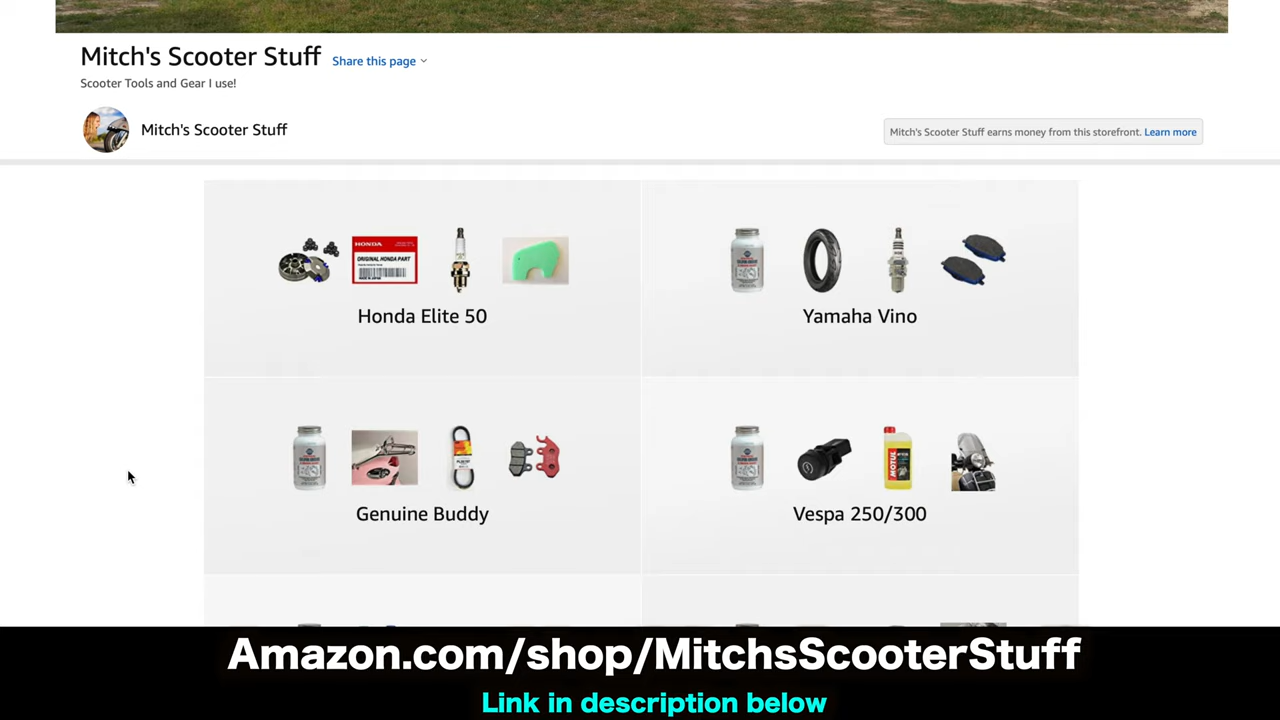 Mitch's Scooter Stuff
Share this page
Scooter Tools and Gear I use!
Mitch's Scooter Stuff
Mitch's Scooter Stuff earns money from this storefront. Learn more
HONDA
ORIGINAL HONDA PART
Honda Elite 50
Yamaha Vino
MOTUL
Genuine Buddy
Vespa 250/300
Amazon.com/shop/MitchsScooterStuff
Link in description below